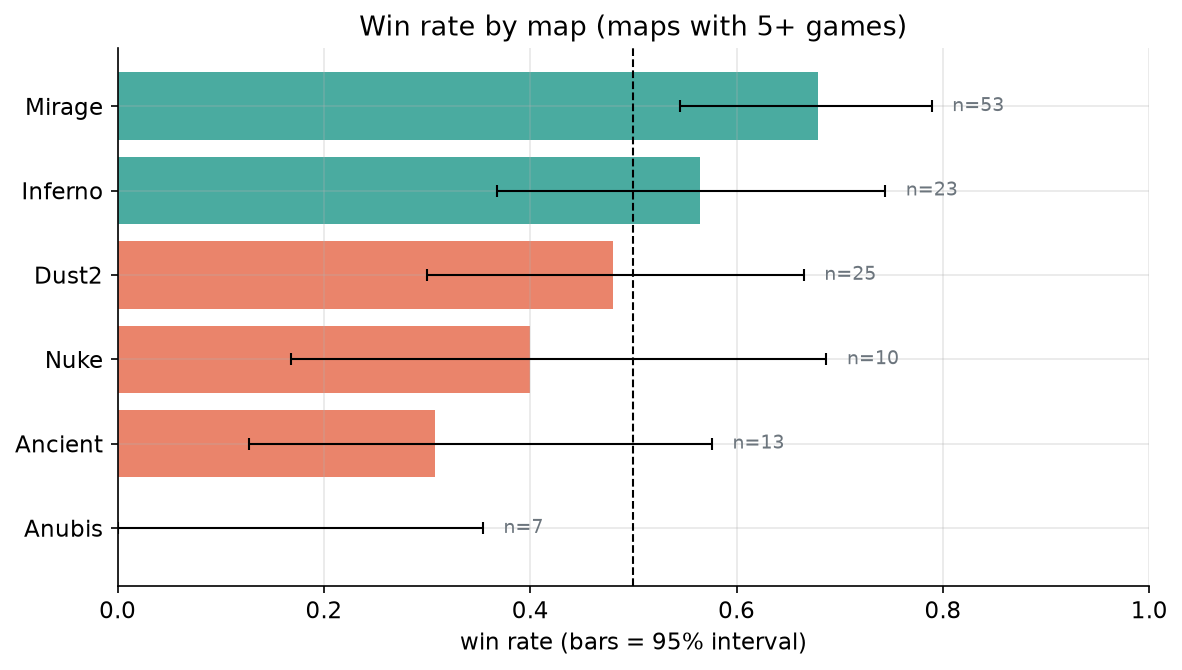 Win rate by map (maps with 5+ games)
Mirage
n=53
Inferno
n=23
Dust2
n=25
Nuke
n=10
Ancient
n=13
Anubis
n=7
0.0 0.2 0.4 0.6 0.8 1.0
win rate (bars = 95% interval)